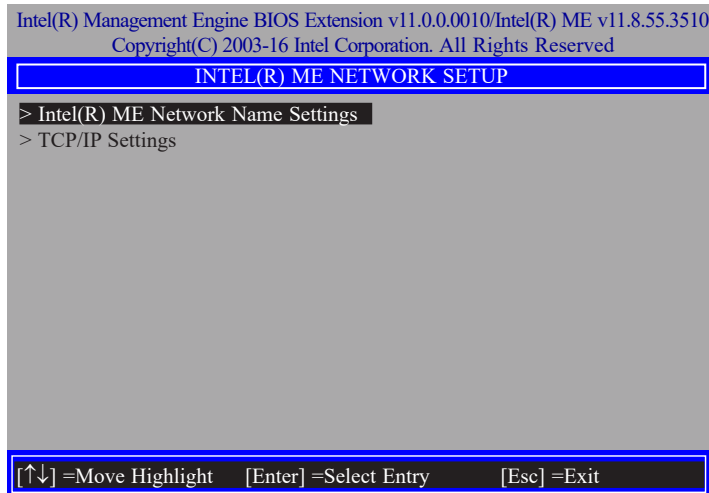 Intel(R) Management Engine BIOS Extension v11.0.0.0010/Intel(R) ME v11.8.55.3510
Copyright(C) 2003-16 Intel Corporation. All Rights Reserved
INTEL(R) ME NETWORK SETUP
> Intel(R) ME Network Name Settings
> TCP/IP Settings
[↑↓] =Move Highlight [Enter] =Select Entry [Esc] =Exit